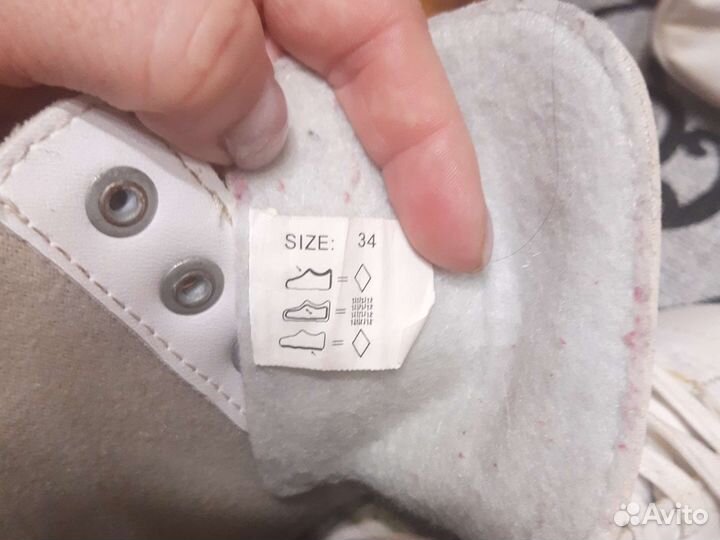 SIZE: 34
=
=
=
Avito